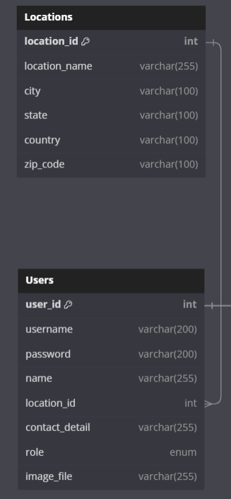 Locations
location_id int
location_name varchar(255)
city varchar(100)
state varchar(100)
country varchar(100)
zip_code varchar(100)
Users
user_id int
username varchar(200)
password varchar(200)
name varchar(255)
location_id int
contact_detail varchar(255)
role enum
image_file varchar(255)